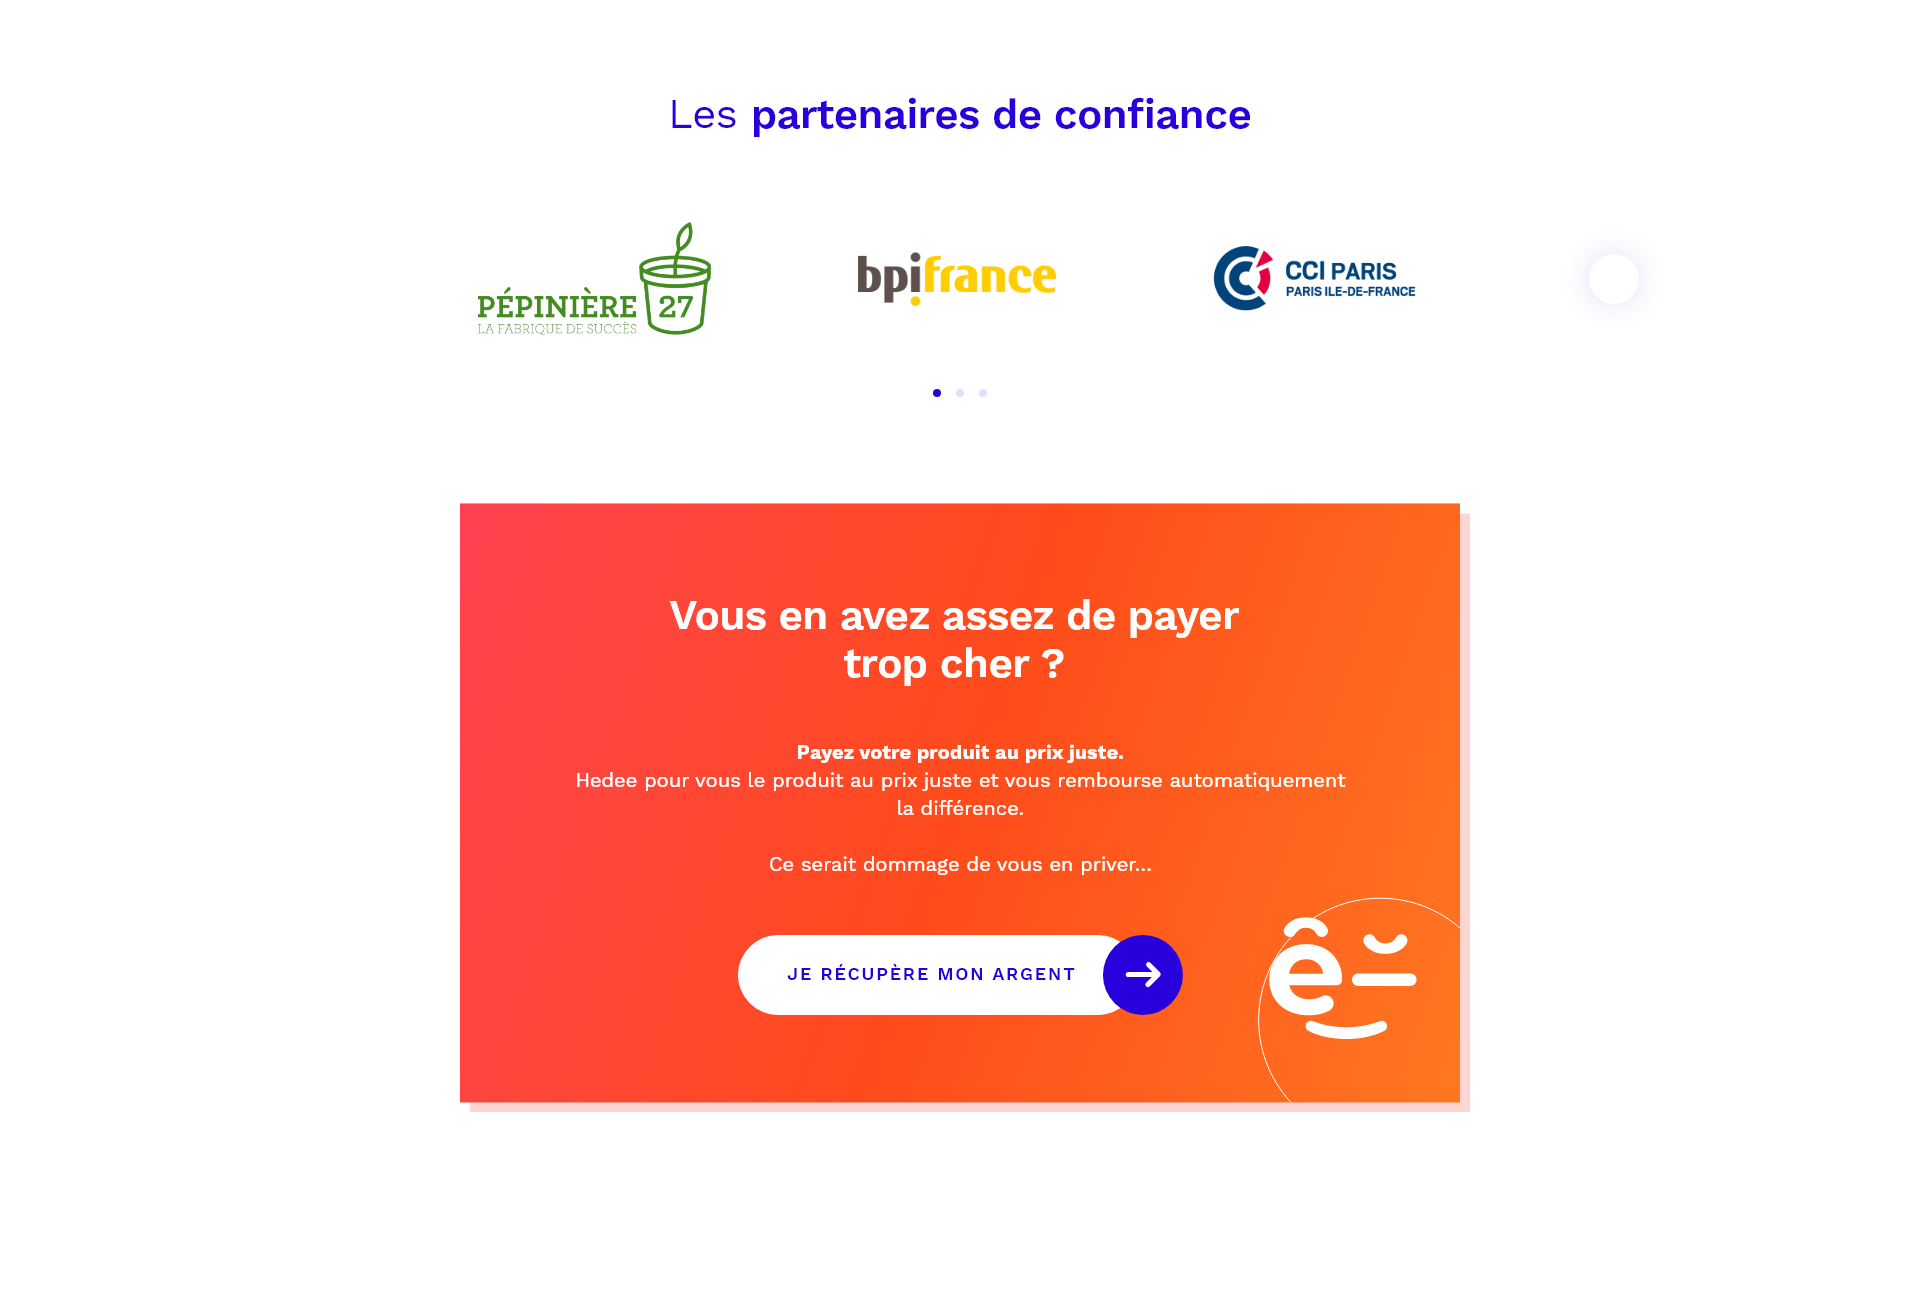 Les partenaires de confiance
PÉPINIÈRE 27
LA FABRIQUE DE SUCCÈS
bpifrance
CCI PARIS
PARIS ILE-DE-FRANCE
Vous en avez assez de payer
trop cher ?
Payez votre produit au prix juste.
Hedee pour vous le produit au prix juste et vous rembourse automatiquement
la différence.
Ce serait dommage de vous en priver...
JE RÉCUPÈRE MON ARGENT